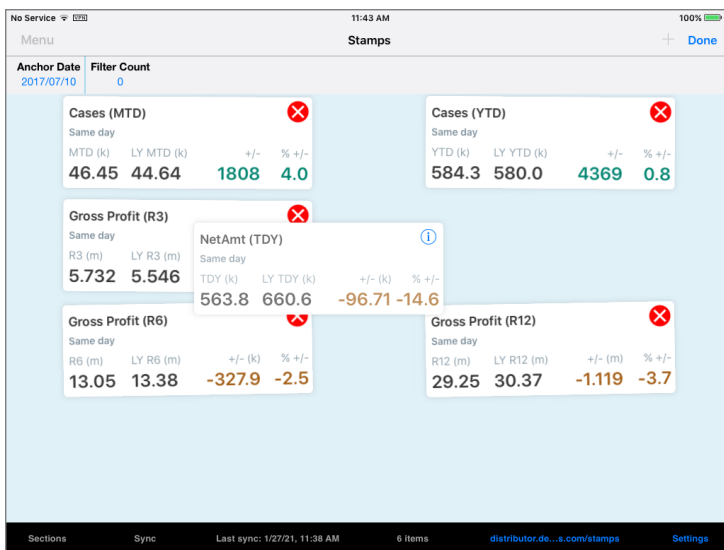 No Service VPN 11:43 AM 100%
Menu Stamps + Done
Anchor Date Filter Count
2017/07/10 0
Cases (MTD)
Same day
MTD (k) LY MTD (k) +/- % +/-
46.45 44.64 1808 4.0
Cases (YTD)
Same day
YTD (k) LY YTD (k) +/- % +/-
584.3 580.0 4369 0.8
Gross Profit (R3)
Same day
R3 (m) LY R3 (m)
5.732 5.546
NetAmt (TDY)
Same day
TDY (k) LY TDY (k) +/- (k) % +/-
563.8 660.6 -96.71 -14.6
Gross Profit (R6)
Same day
R6 (m) LY R6 (m) +/- (k) % +/-
13.05 13.38 -327.9 -2.5
Gross Profit (R12)
Same day
R12 (m) LY R12 (m) +/- (m) % +/-
29.25 30.37 -1.119 -3.7
Sections Sync Last sync: 1/27/21, 11:38 AM 6 items distributor.de...s.com/stamps Settings